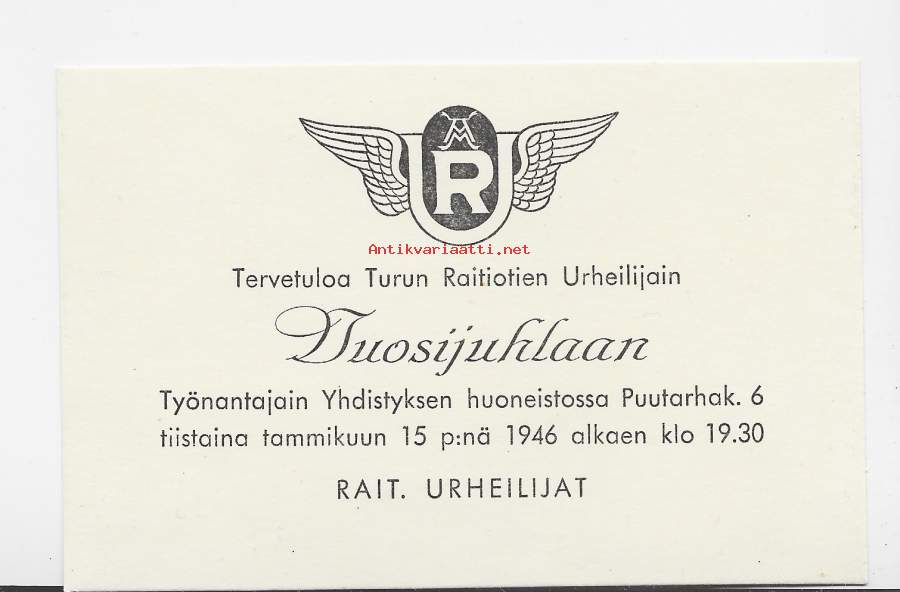 R
Antikvariaatti.net
Tervetuloa Turun Raitiotien Urheilijain
Vuosijuhlaan
Työnantajain Yhdistyksen huoneistossa Puutarhak. 6
tiistaina tammikuun 15 p:nä 1946 alkaen klo 19.30
RAIT. URHEILIJAT